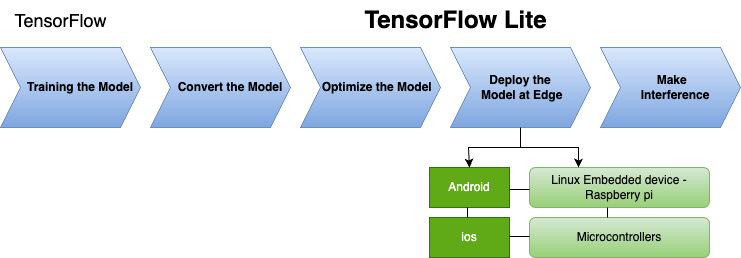 TensorFlow
TensorFlow Lite
Training the Model
Convert the Model
Optimize the Model
Deploy the
Model at Edge
Make
Interference
Android
Linux Embedded device -
Raspberry pi
ios
Microcontrollers